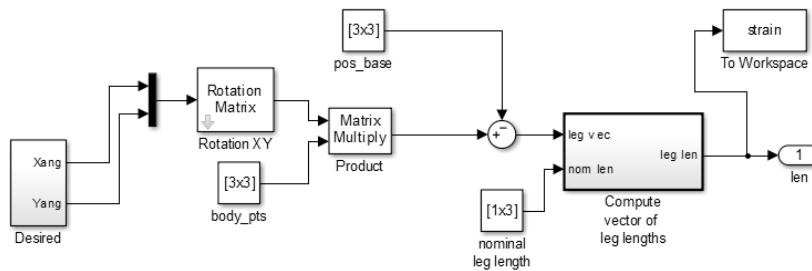 [3x3]
pos_base
strain
To Workspace
Rotation
Matrix
Rotation XY
Matrix
Multiply
Product
+
−
leg vec
nom len
leg len
Compute
vector of
leg lengths
1
len
Xang
Yang
Desired
[3x3]
body_pts
[1x3]
nominal
leg length